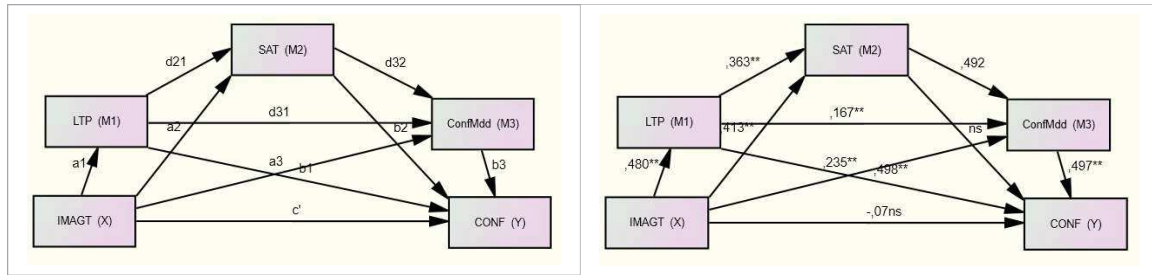 SAT (M2)
d21
d32
LTP (M1)
d31
ConfMdd (M3)
a2
b2
a1
a3
b1
b3
IMAGT (X)
c'
CONF (Y)
SAT (M2)
,363**
,492
LTP (M1)
,167**
ConfMdd (M3)
,413**
ns
,480**
,235**
,498**
,497**
IMAGT (X)
-,07ns
CONF (Y)